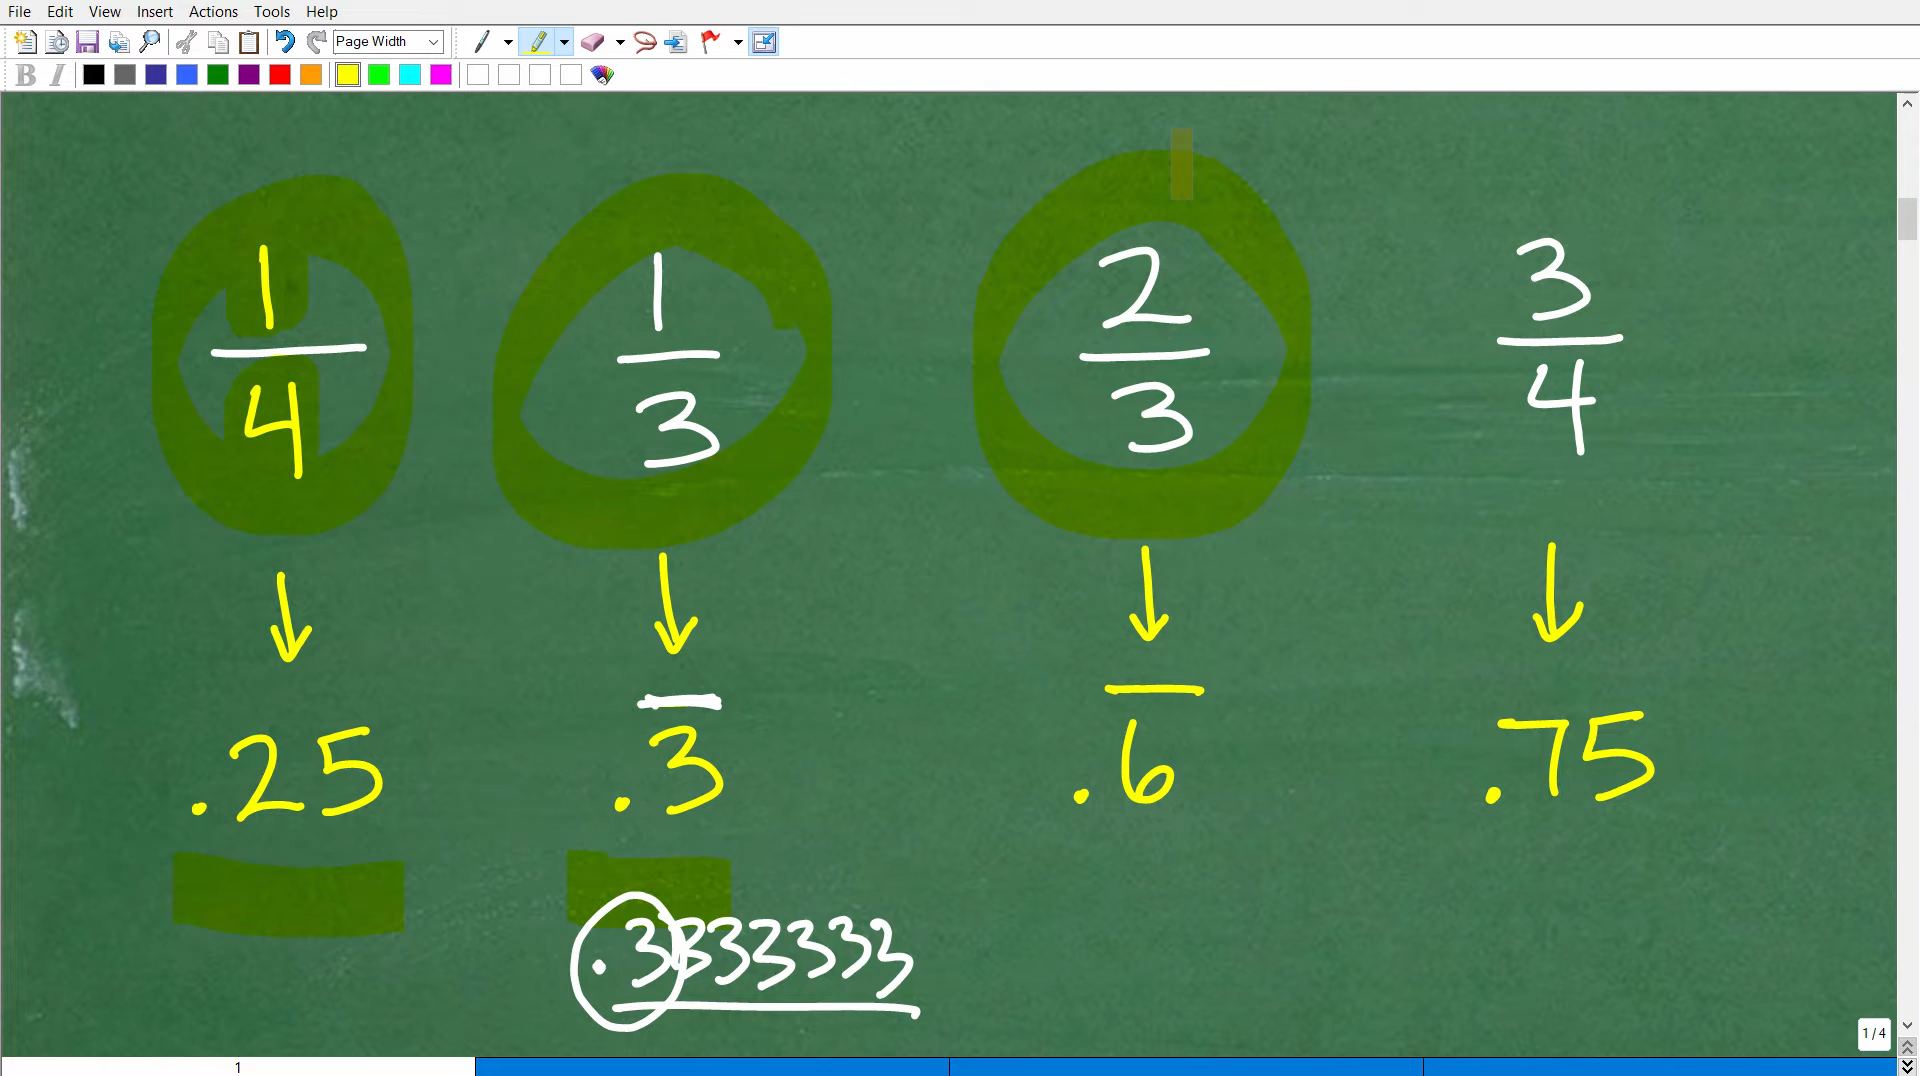 File Edit View Insert Actions Tools Help
Page Width
B I
1/4 1/3 2/3 3/4
↓ ↓ ↓ ↓
.25 .3̅ .6̅ .75
.3333333
1/4
1